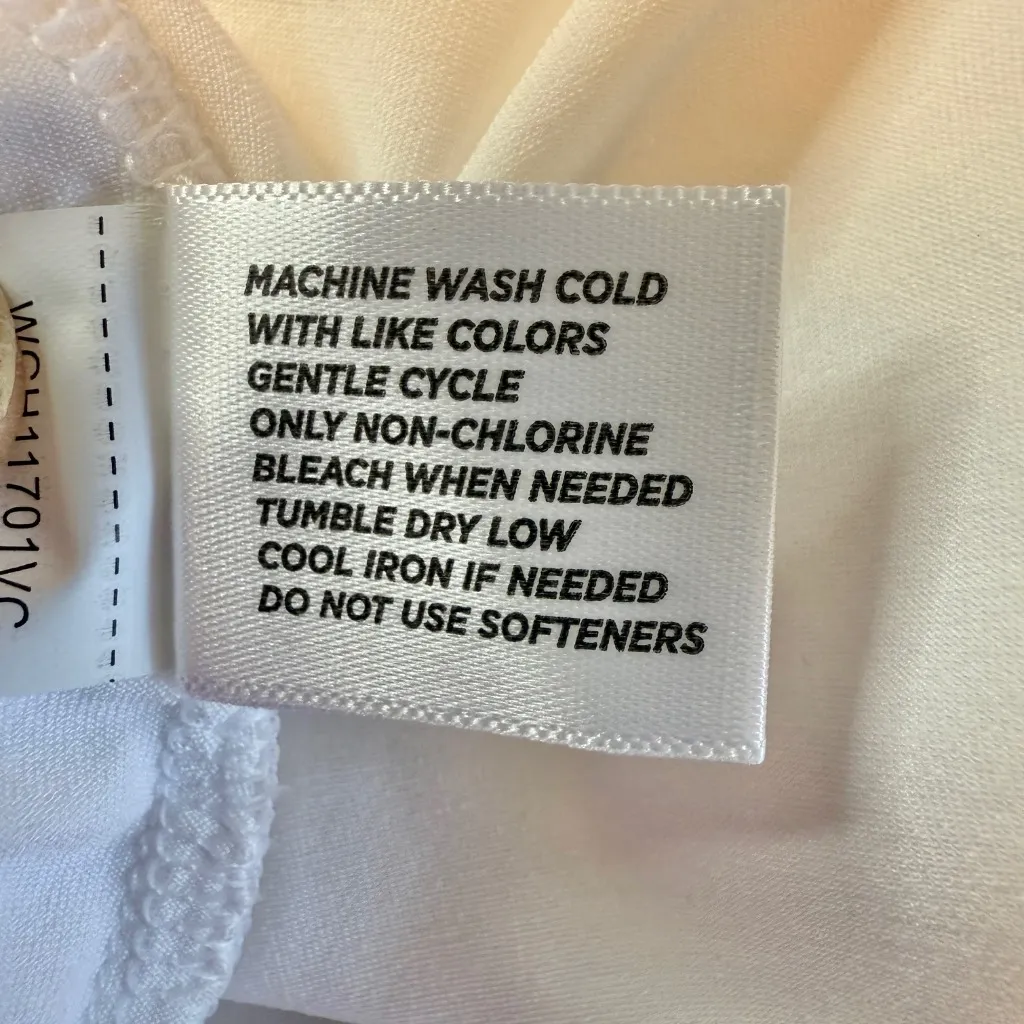 MACHINE WASH COLD
WITH LIKE COLORS
GENTLE CYCLE
ONLY NON-CHLORINE
BLEACH WHEN NEEDED
TUMBLE DRY LOW
COOL IRON IF NEEDED
DO NOT USE SOFTENERS